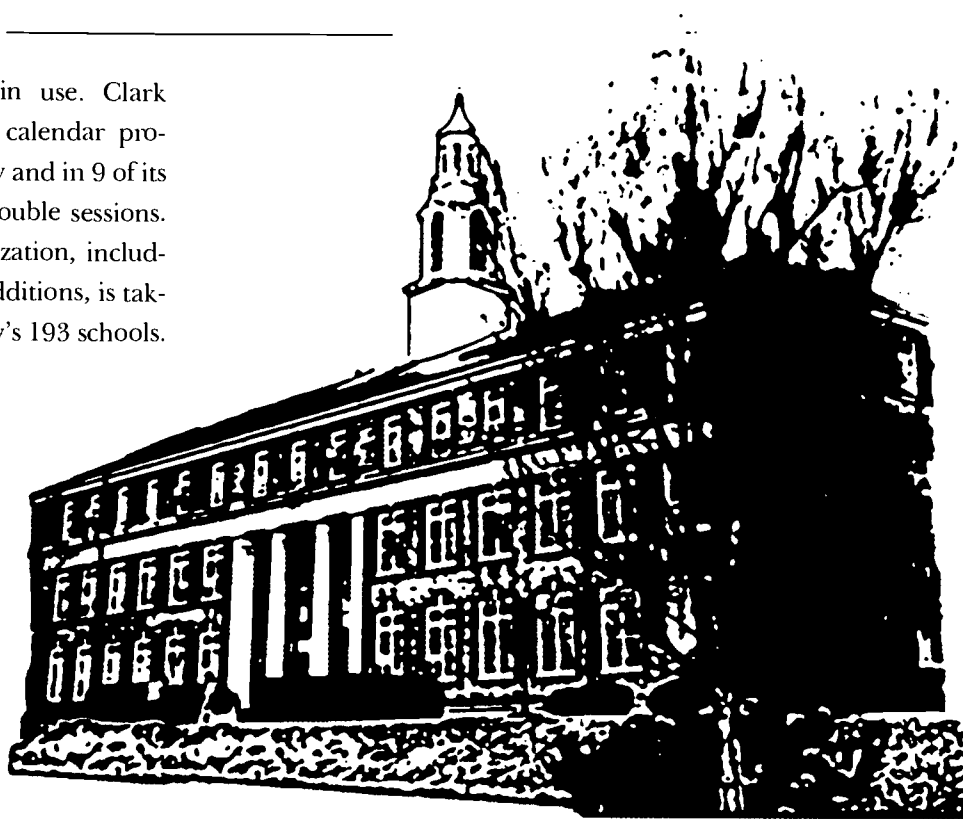 in use. Clark
calendar pro-
and in 9 of its
ouble sessions.
zation, includ-
dditions, is tak-
y's 193 schools.